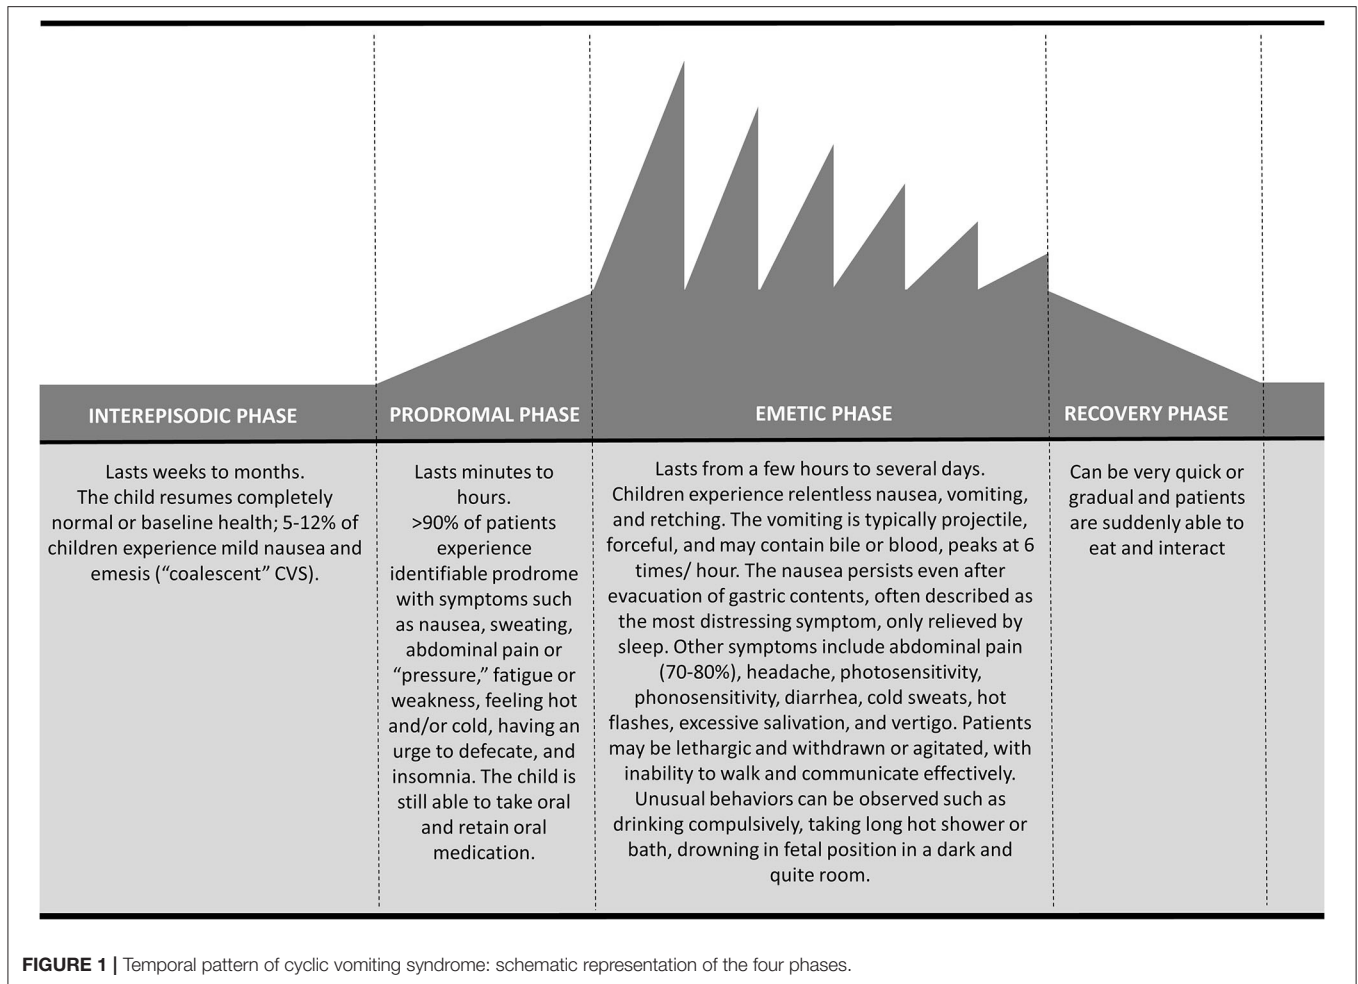 INTEREPISODIC PHASE
PRODROMAL PHASE
EMETIC PHASE
RECOVERY PHASE
Lasts weeks to months.
The child resumes completely
normal or baseline health; 5-12% of
children experience mild nausea and
emesis (“coalescent” CVS).
Lasts minutes to
hours.
>90% of patients
experience
identifiable prodrome
with symptoms such
as nausea, sweating,
abdominal pain or
“pressure,” fatigue or
weakness, feeling hot
and/or cold, having an
urge to defecate, and
insomnia. The child is
still able to take oral
and retain oral
medication.
Lasts from a few hours to several days.
Children experience relentless nausea, vomiting,
and retching. The vomiting is typically projectile,
forceful, and may contain bile or blood, peaks at 6
times/ hour. The nausea persists even after
evacuation of gastric contents, often described as
the most distressing symptom, only relieved by
sleep. Other symptoms include abdominal pain
(70-80%), headache, photosensitivity,
phonosensitivity, diarrhea, cold sweats, hot
flashes, excessive salivation, and vertigo. Patients
may be lethargic and withdrawn or agitated, with
inability to walk and communicate effectively.
Unusual behaviors can be observed such as
drinking compulsively, taking long hot shower or
bath, drowning in fetal position in a dark and
quite room.
Can be very quick or
gradual and patients
are suddenly able to
eat and interact
FIGURE 1 | Temporal pattern of cyclic vomiting syndrome: schematic representation of the four phases.